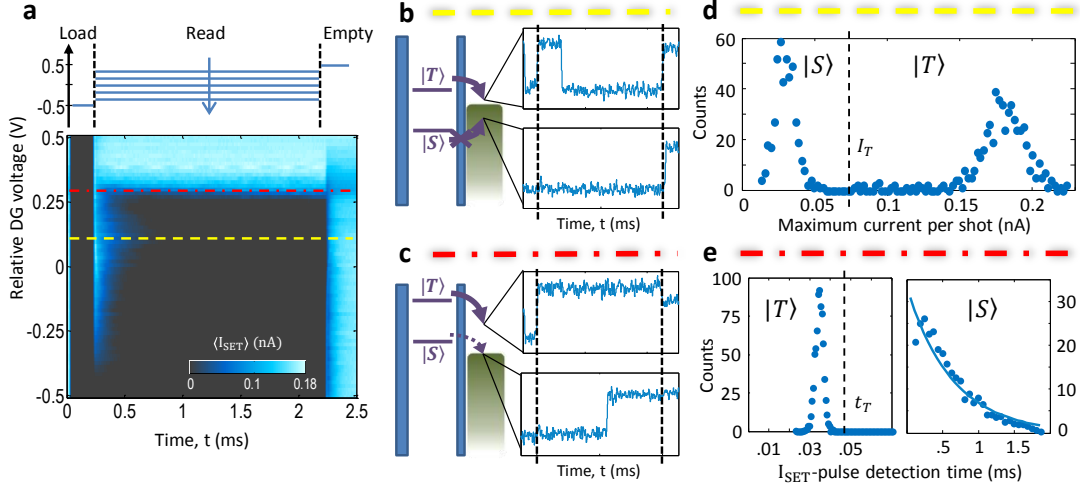 a
Load
Read
Empty
0.5
-0.5
Relative DG voltage (V)
0.5
0.25
0
-0.25
-0.5
⟨I_SET⟩ (nA)
0 0.1 0.18
0 0.5 1 1.5 2 2.5
Time, t (ms)
b
|T⟩
|S⟩
Time, t (ms)
c
|T⟩
|S⟩
Time, t (ms)
d
Counts
60
40
20
0
|S⟩
|T⟩
I_T
0 0.05 0.1 0.15 0.2
Maximum current per shot (nA)
e
Counts
100
75
50
25
0
|T⟩
t_T
.01 .03 .05
|S⟩
30
20
10
0
.5 1 1.5
I_SET-pulse detection time (ms)